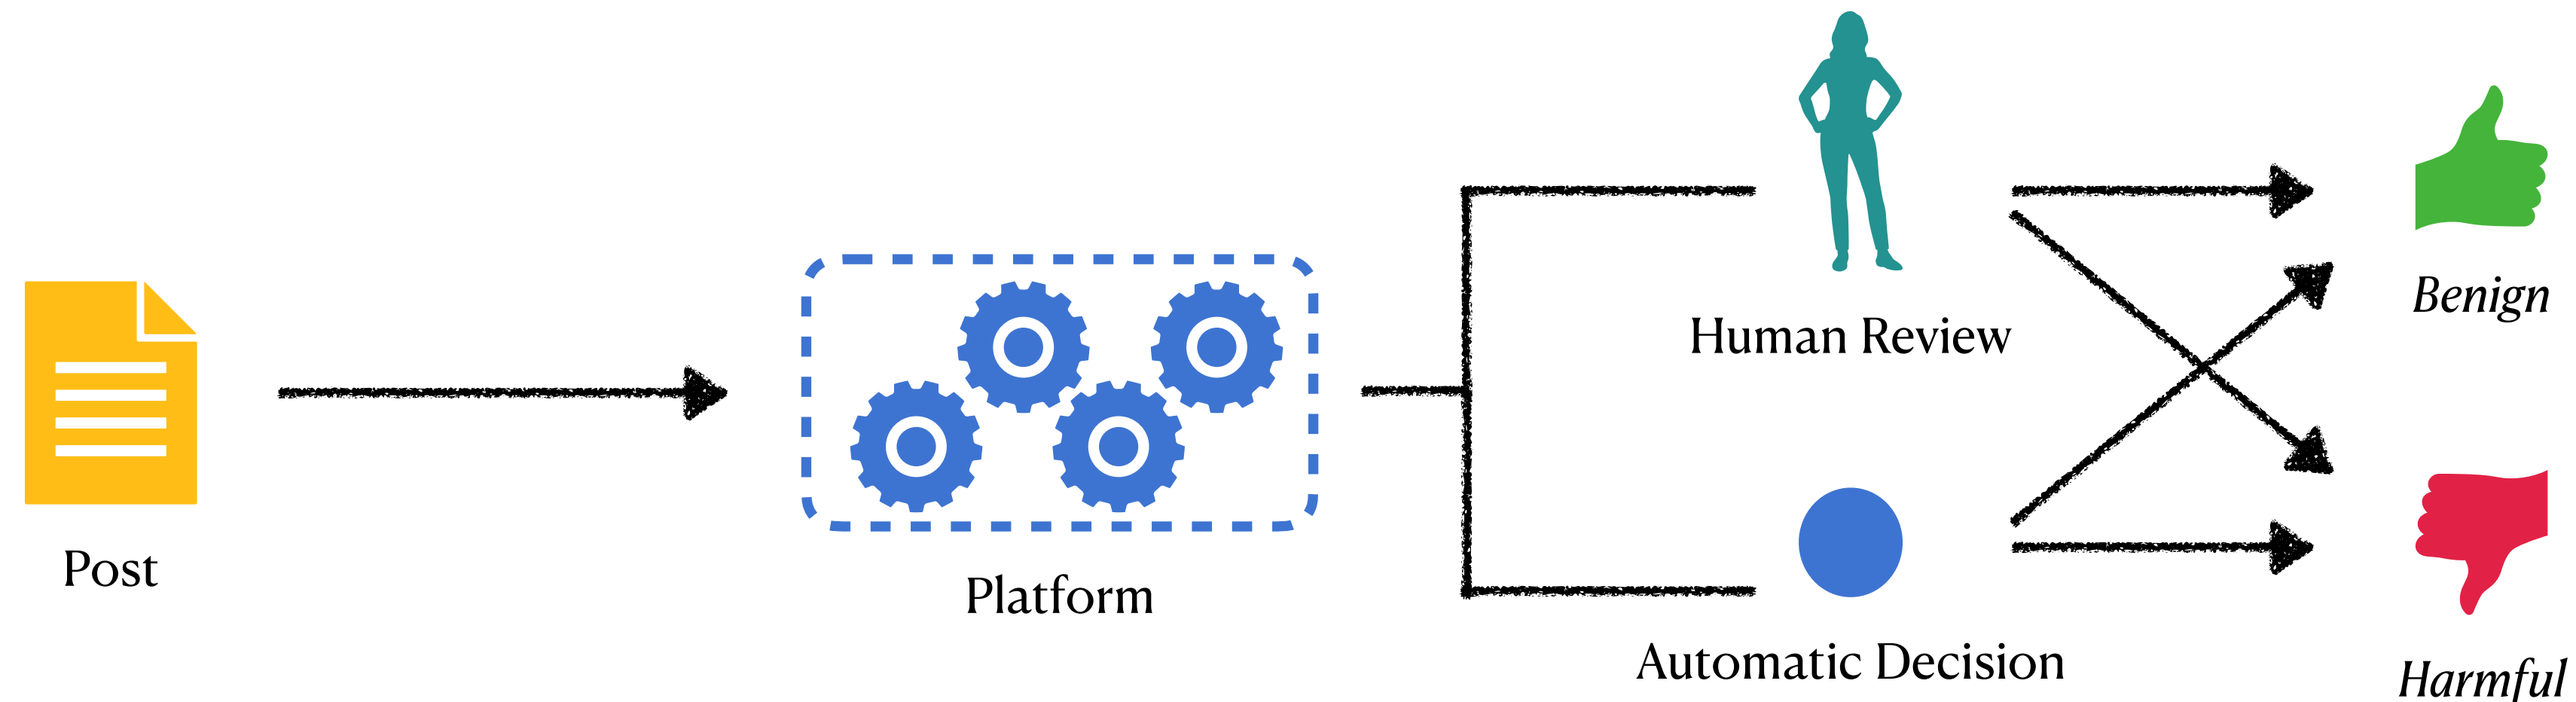 Post
Platform
Human Review
Automatic Decision
Benign
Harmful